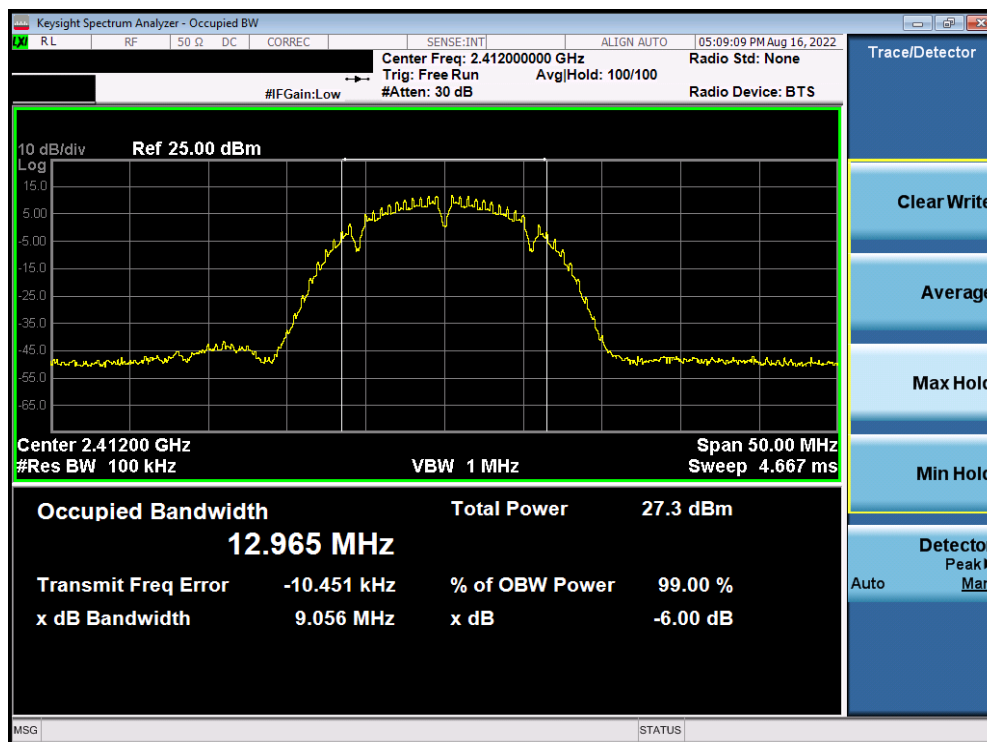 Keysight Spectrum Analyzer - Occupied BW
LXI RL RF 50 Ω DC CORREC SENSE:INT ALIGN AUTO 05:09:09 PM Aug 16, 2022
Center Freq: 2.412000000 GHz Radio Std: None
Trig: Free Run Avg|Hold: 100/100
#IFGain:Low #Atten: 30 dB Radio Device: BTS
Trace/Detector
10 dB/div Ref 25.00 dBm
Log
15.0
5.00
-5.00
-15.0
-25.0
-35.0
-45.0
-55.0
-65.0
Center 2.41200 GHz Span 50.00 MHz
#Res BW 100 kHz VBW 1 MHz Sweep 4.667 ms
Occupied Bandwidth Total Power 27.3 dBm
12.965 MHz
Transmit Freq Error -10.451 kHz % of OBW Power 99.00 %
x dB Bandwidth 9.056 MHz x dB -6.00 dB
Clear Write
Average
Max Hold
Min Hold
Detector
Peak
Auto Man
MSG STATUS